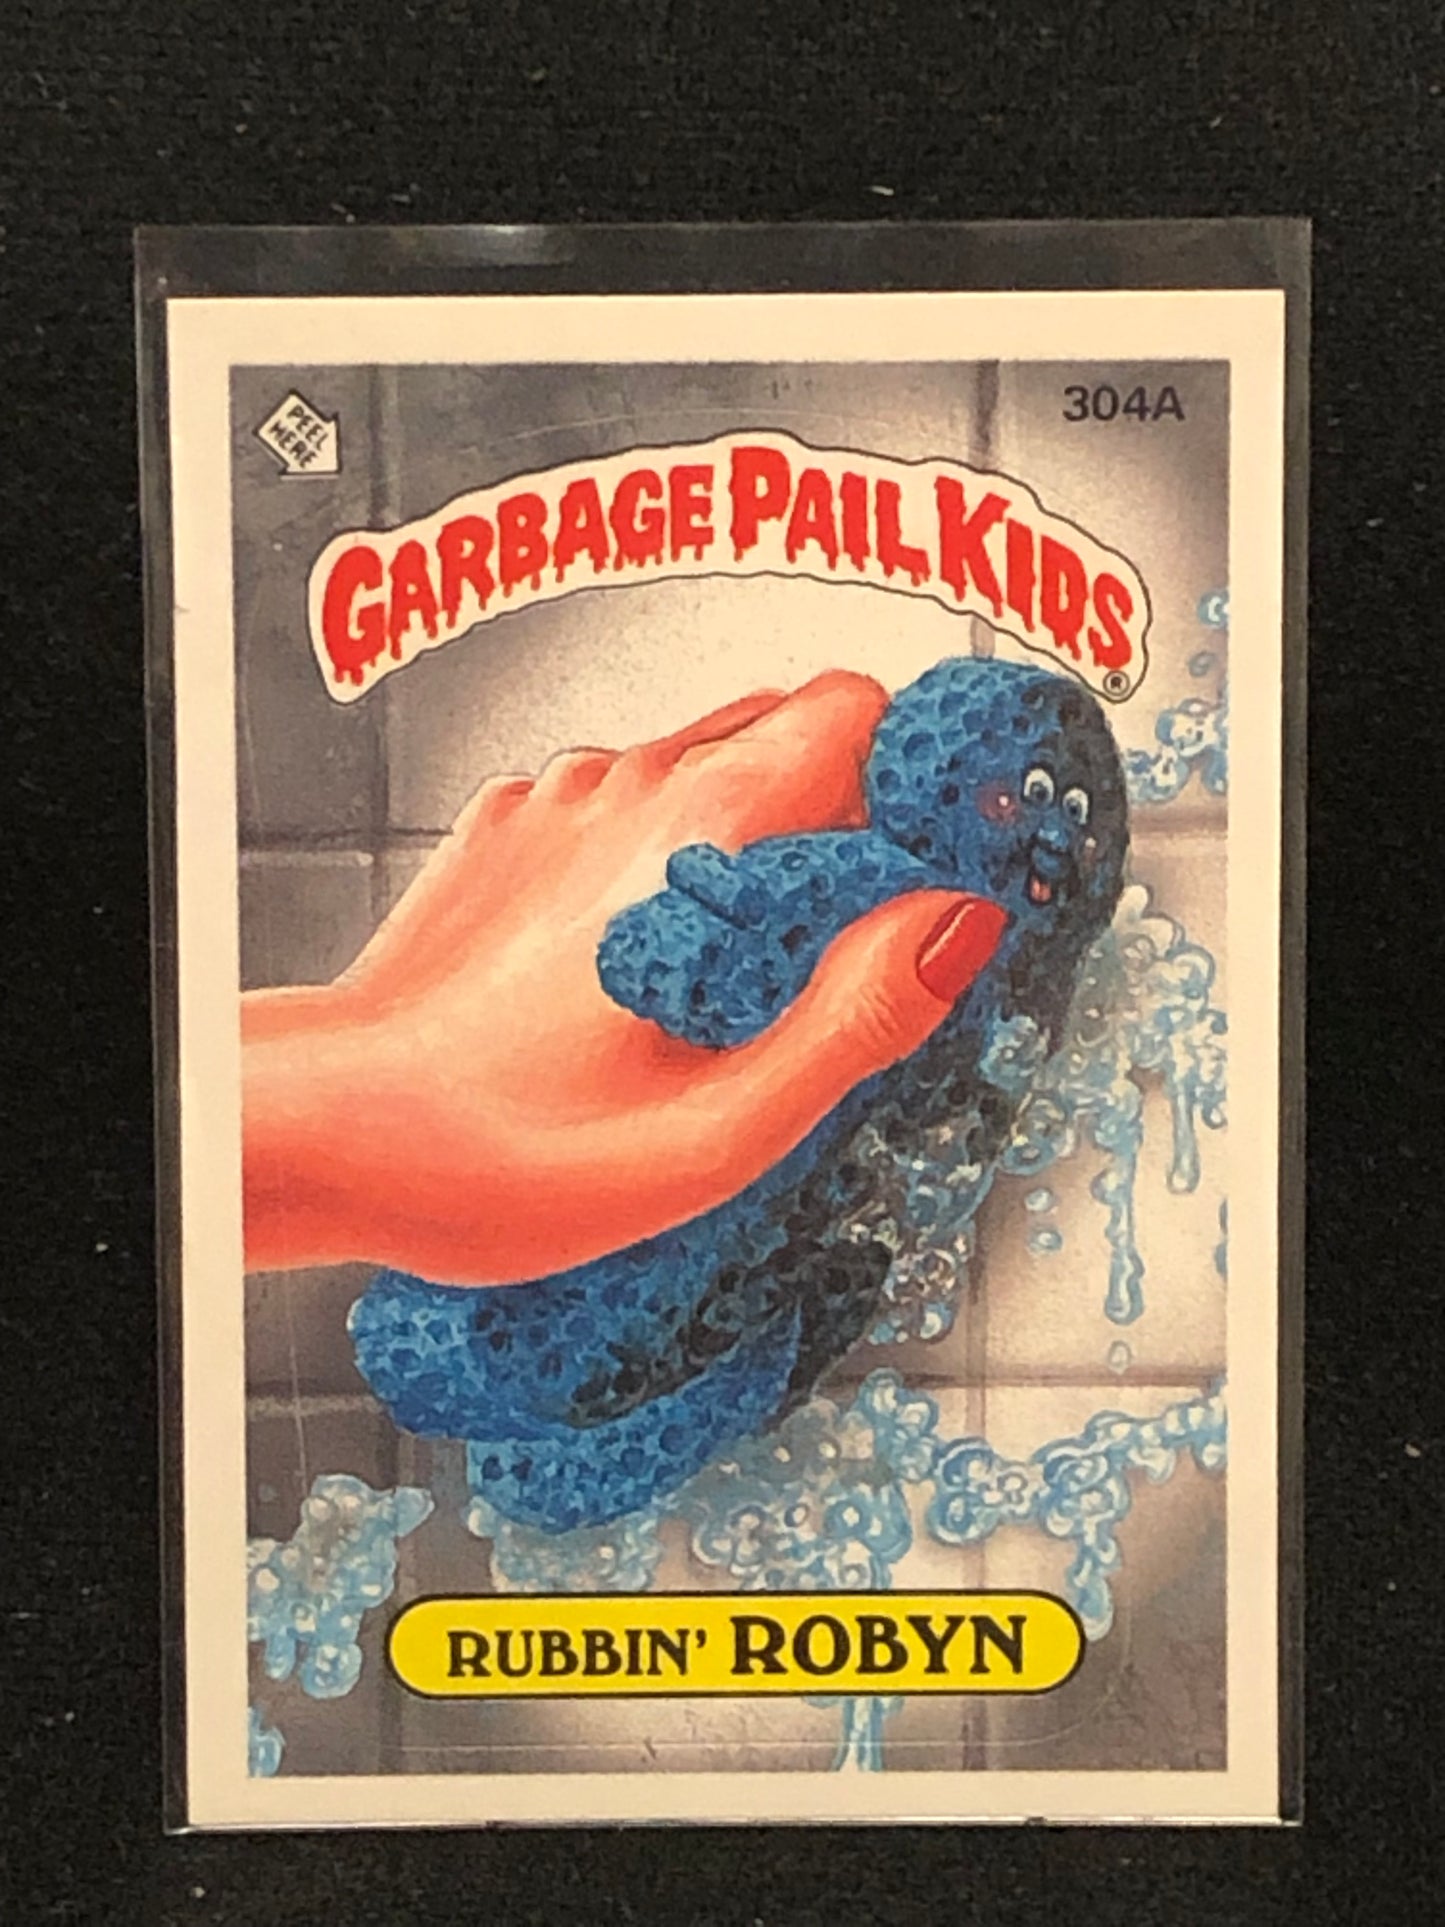 PEEL
HERE
304A
GARBAGE PAIL KIDS
®
RUBBIN' ROBYN